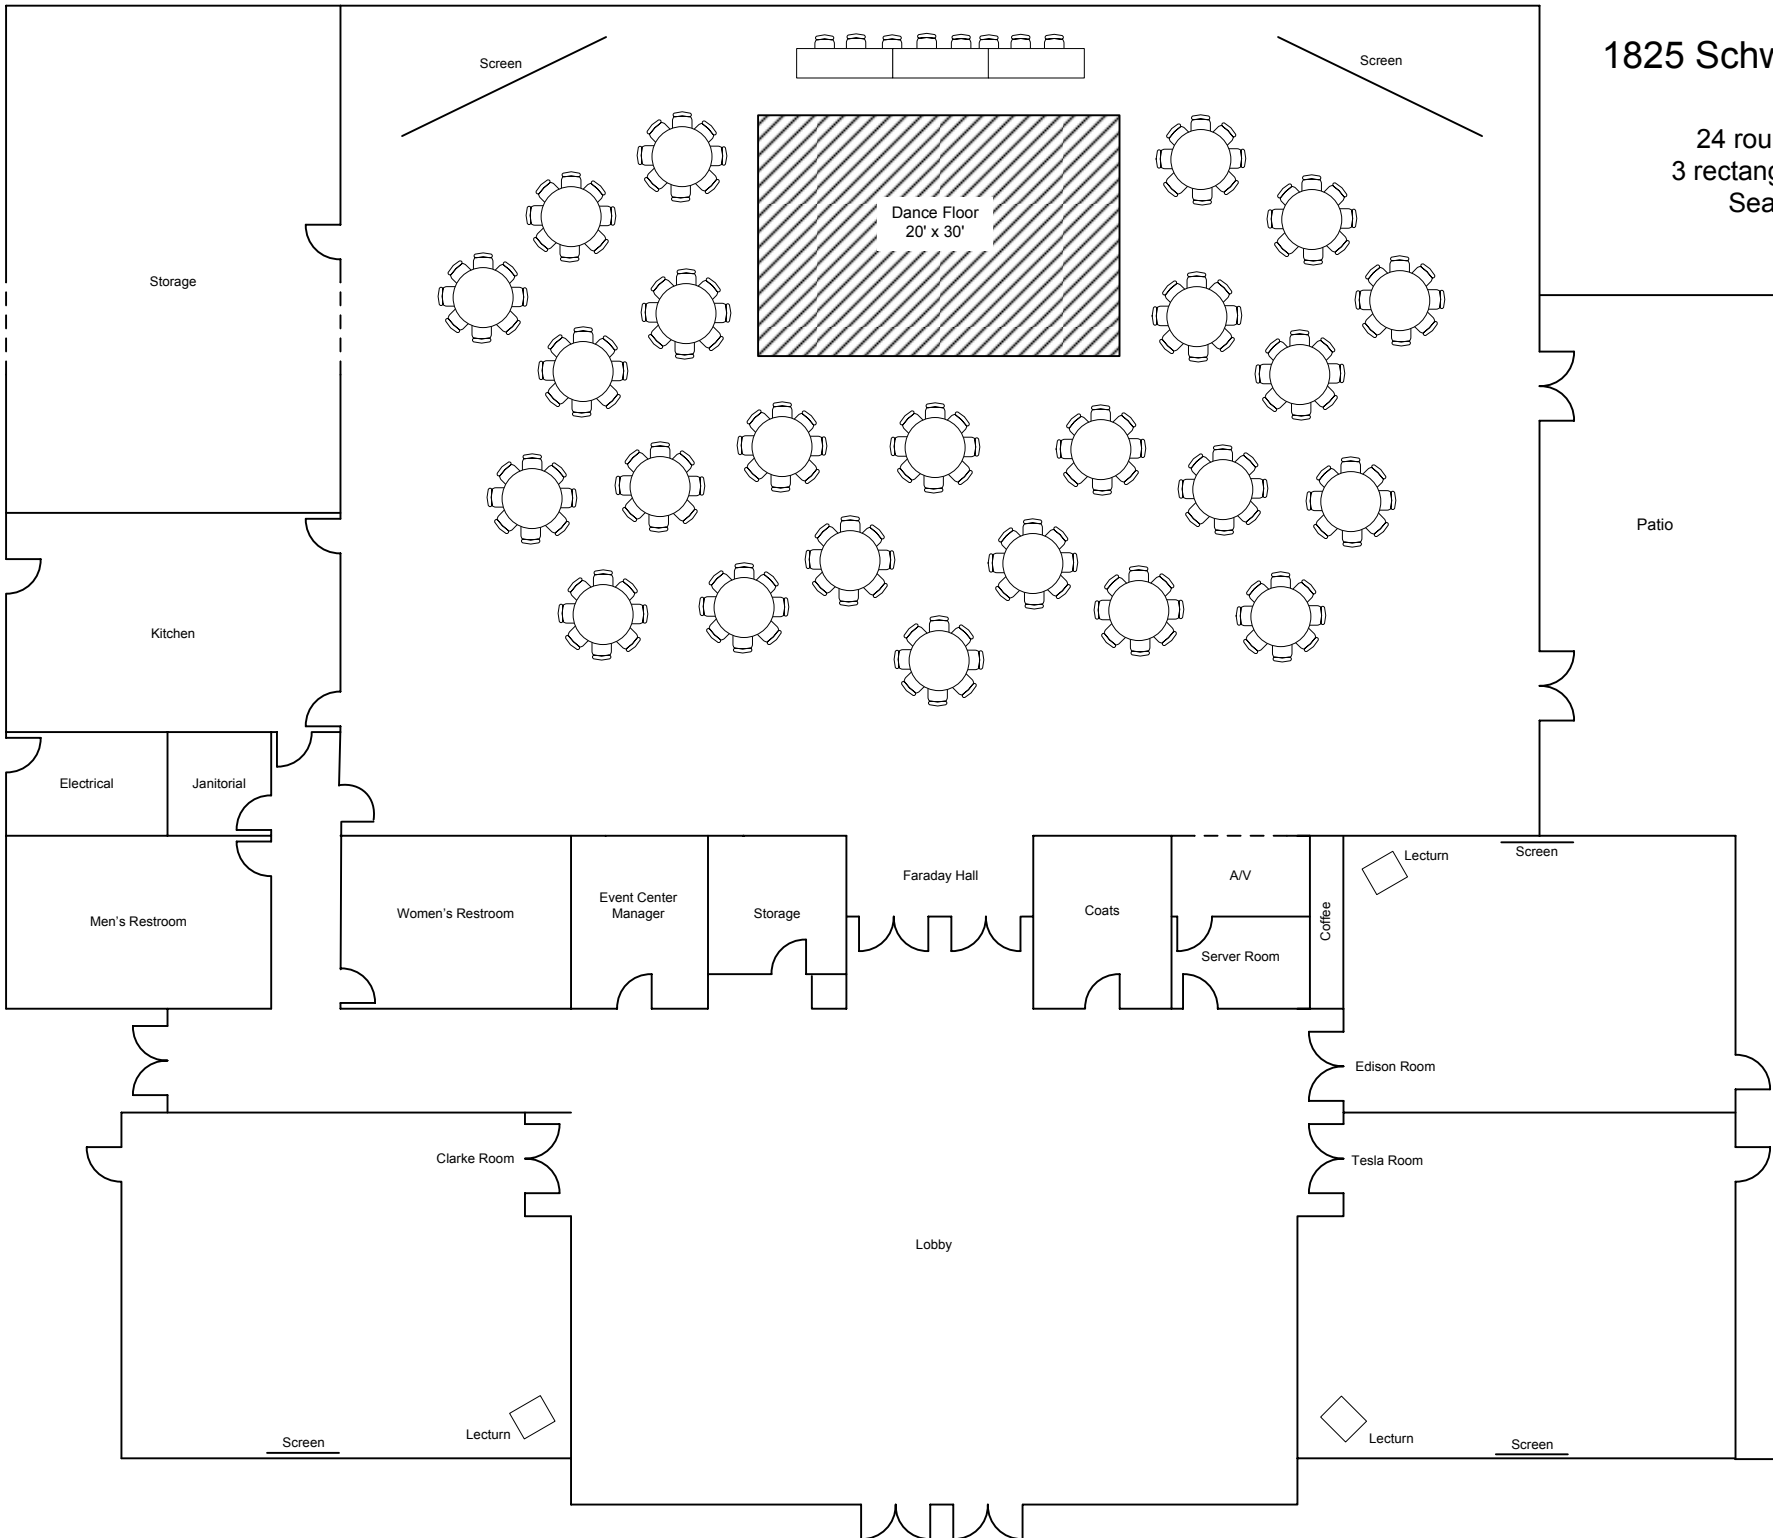 1825 Schw
24 rou
3 rectang
Sea
Screen
Screen
Dance Floor
20' x 30'
Storage
Patio
Kitchen
Electrical
Janitorial
Men's Restroom
Women's Restroom
Event Center
Manager
Storage
Faraday Hall
Coats
A/V
Server Room
Coffee
Lecturn
Screen
Edison Room
Clarke Room
Tesla Room
Lobby
Lecturn
Screen
Lecturn
Screen